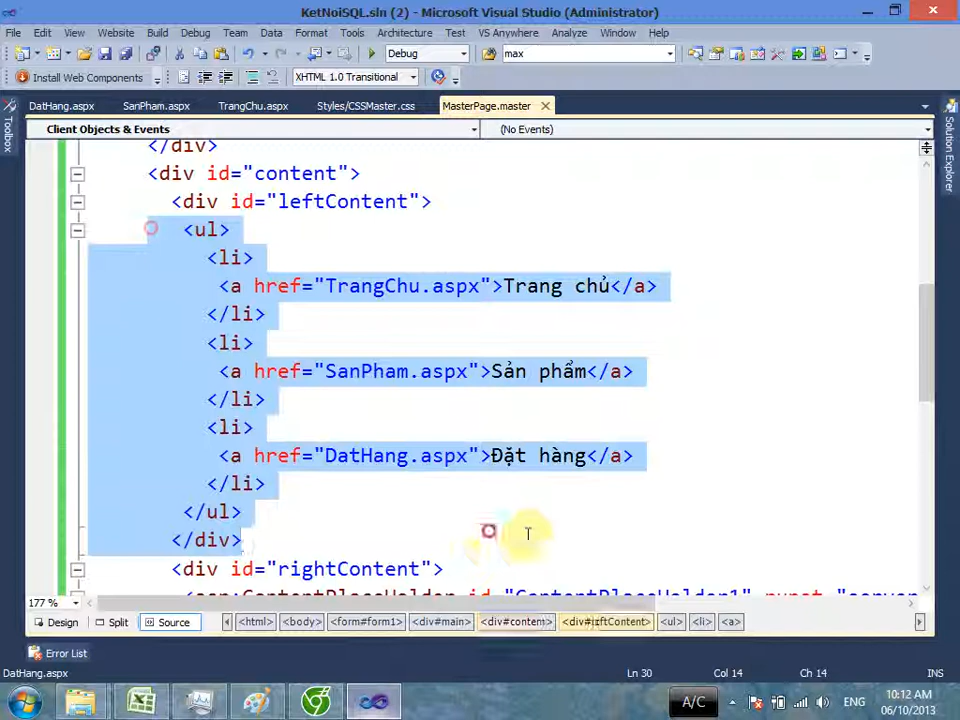 KetNoiSQL.sln (2) - Microsoft Visual Studio (Administrator)
File Edit View Website Build Debug Team Data Format Tools Architecture Test VS Anywhere Analyze Window Help
Debug max
Install Web Components XHTML 1.0 Transitional
DatHang.aspx SanPham.aspx TrangChu.aspx Styles/CSSMaster.css MasterPage.master
Toolbox
Solution Explorer
Client Objects & Events (No Events)
</div>
<div id="content">
<div id="leftContent">
<ul>
<li>
<a href="TrangChu.aspx">Trang chủ</a>
</li>
<li>
<a href="SanPham.aspx">Sản phẩm</a>
</li>
<li>
<a href="DatHang.aspx">Đặt hàng</a>
</li>
</ul>
</div>
<div id="rightContent">
177 %
Design Split Source <html> <body> <form#form1> <div#main> <div#content> <ul> <li> <a>
Error List
DatHang.aspx Ln 30 Col 14 Ch 14 INS
A/C ENG 10:12 AM
06/10/2013